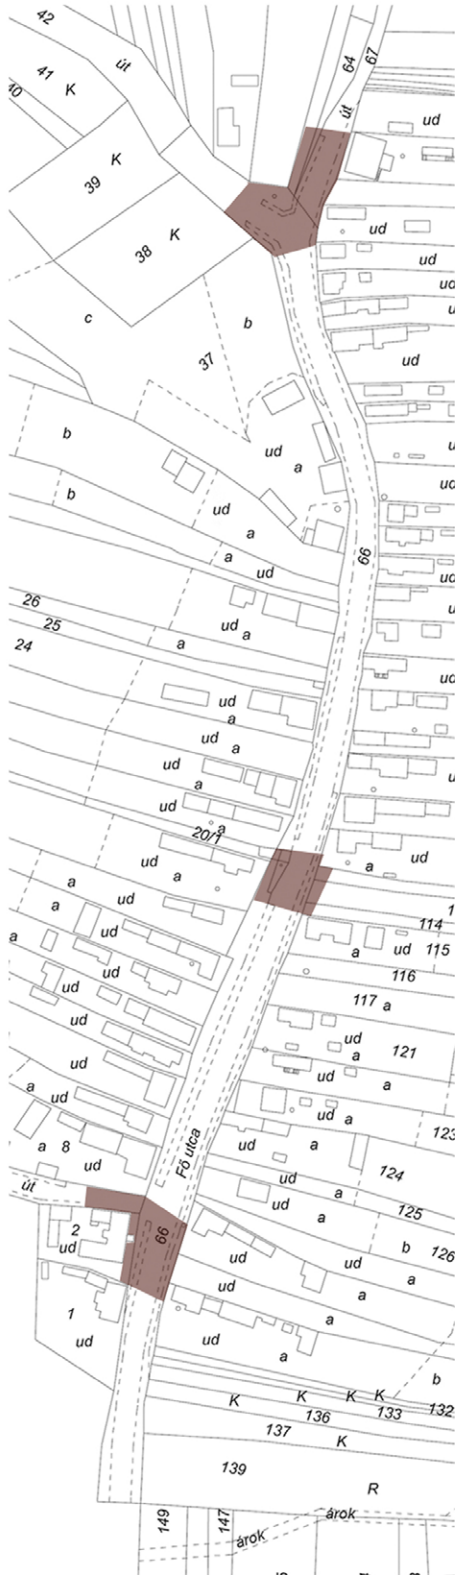 42
út
64
67
41
K
40
út
ud
K
39
K
38
ud
ud
c
b
37
ud
b
ud
a
b
ud
a
66
a
ud
26
25
24
ud
a
a
ud
ud
a
ud
a
ud
a
ud
a
20/1
ud
a
ud
a
a
ud
a
114
ud
a
a
ud
115
116
ud
117
a
ud
ud
a
121
ud
ud
a
a
ud
ud
a
123
a
8
ud
Fő utca
ud
a
124
út
ud
a
125
2
ud
66
ud
a
b
126
ud
ud
a
1
ud
a
ud
a
ud
a
b
K
K
K
K
132
136
133
137
K
139
R
149
147
árok
árok